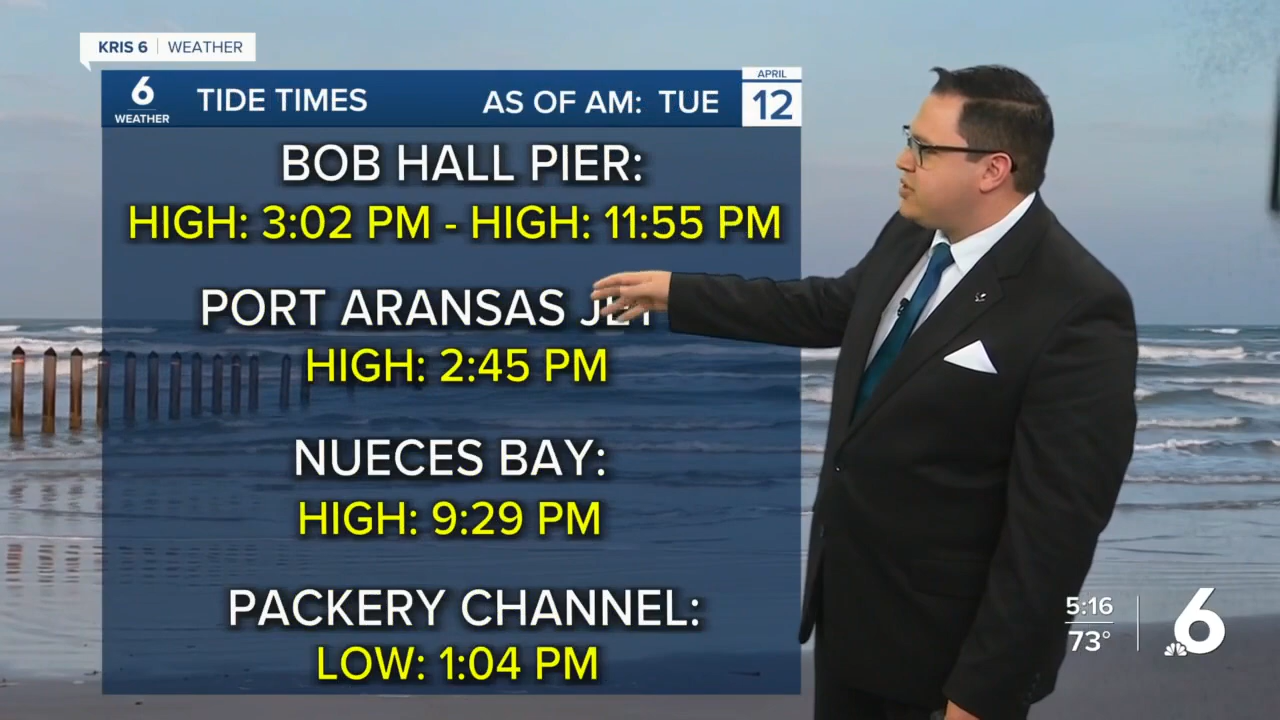 KRIS 6 | WEATHER
6
WEATHER
TIDE TIMES
AS OF AM: TUE
APRIL
12
BOB HALL PIER:
HIGH: 3:02 PM - HIGH: 11:55 PM
PORT ARANSAS
HIGH: 2:45 PM
NUECES BAY:
HIGH: 9:29 PM
PACKERY CHANNEL:
LOW: 1:04 PM
5:16
73°
6